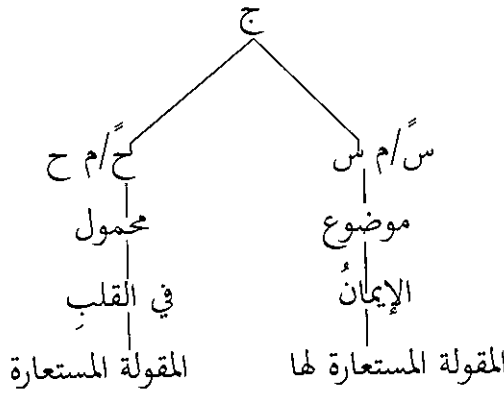 ج
سً/م س حً/م ح
موضوع محمول
الإيمانُ في القلبِ
المقولة المستعارة لها المقولة المستعارة